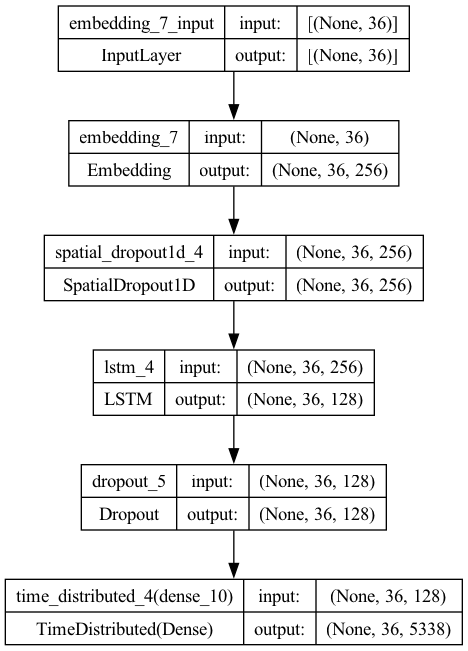 embedding_7_input input: [(None, 36)]
InputLayer output: [(None, 36)]
embedding_7 input: (None, 36)
Embedding output: (None, 36, 256)
spatial_dropout1d_4 input: (None, 36, 256)
SpatialDropout1D output: (None, 36, 256)
lstm_4 input: (None, 36, 256)
LSTM output: (None, 36, 128)
dropout_5 input: (None, 36, 128)
Dropout output: (None, 36, 128)
time_distributed_4(dense_10) input: (None, 36, 128)
TimeDistributed(Dense) output: (None, 36, 5338)